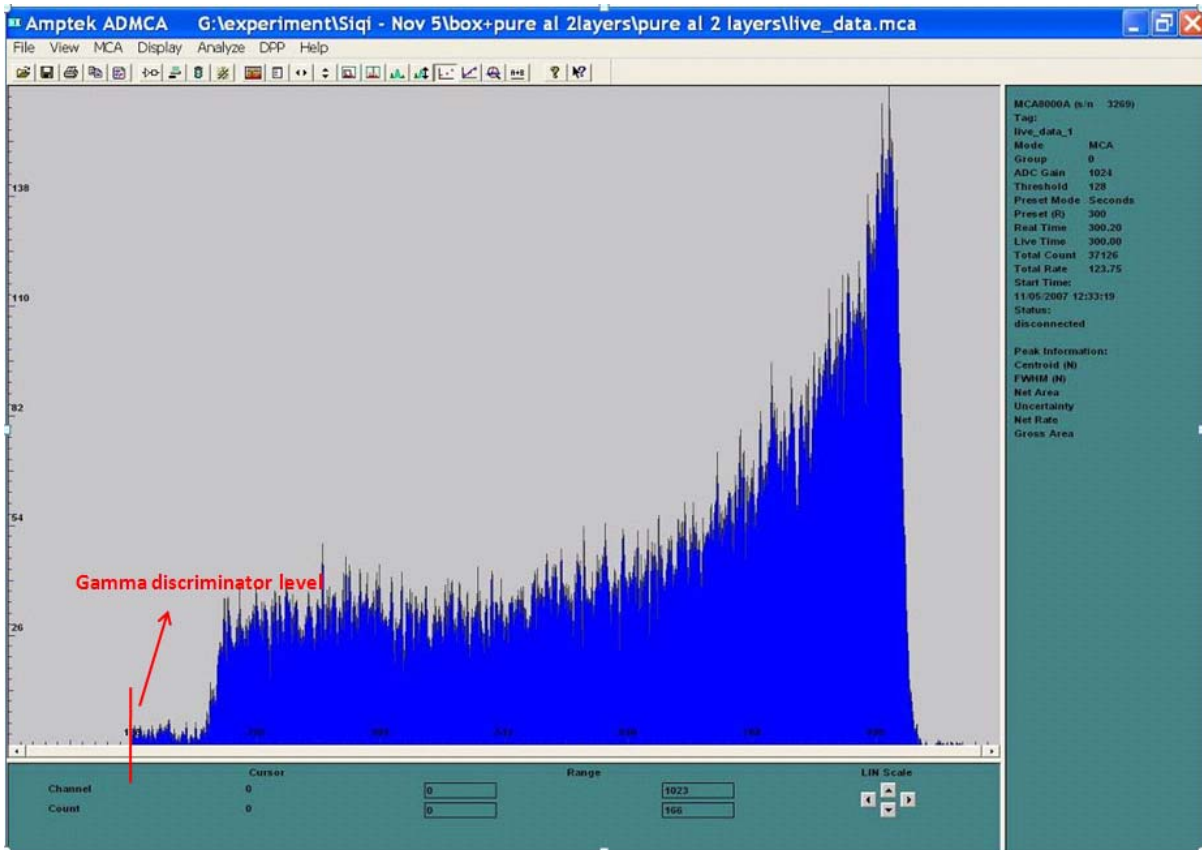 Amptek ADMCA G:\experiment\Siqi - Nov 5\box+pure al 2layers\pure al 2 layers\live_data.mca
File View MCA Display Analyze DPP Help
MCA8000A (s/n 3269)
Tag:
live_data_1
Mode MCA
Group 0
ADC Gain 1024
Threshold 128
Preset Mode Seconds
Preset (R) 300
Real Time 300.20
Live Time 300.00
Total Count 37126
Total Rate 123.75
Start Time:
11/05/2007 12:33:19
Status:
disconnected
Peak Information:
Centroid (N)
FWHM (N)
Net Area
Uncertainty
Net Rate
Gross Area
138
110
82
54
26
Gamma discriminator level
Cursor Range LIN Scale
Channel 0 0 1023
Count 0 0 166